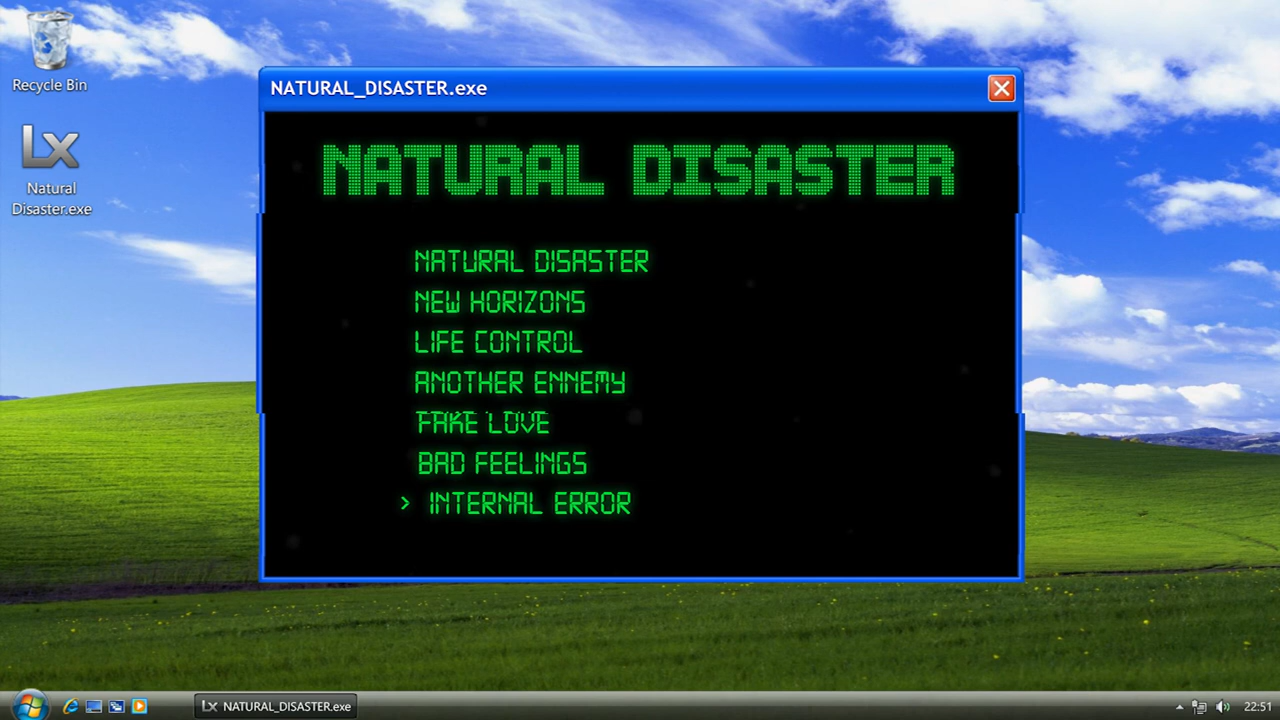 Recycle Bin
Lx
Natural
Disaster.exe
NATURAL_DISASTER.exe
NATURAL DISASTER
NATURAL DISASTER
NEW HORIZONS
LIFE CONTROL
ANOTHER ENNEMY
FAKE LOVE
BAD FEELINGS
> INTERNAL ERROR
Lx NATURAL_DISASTER.exe
22:51